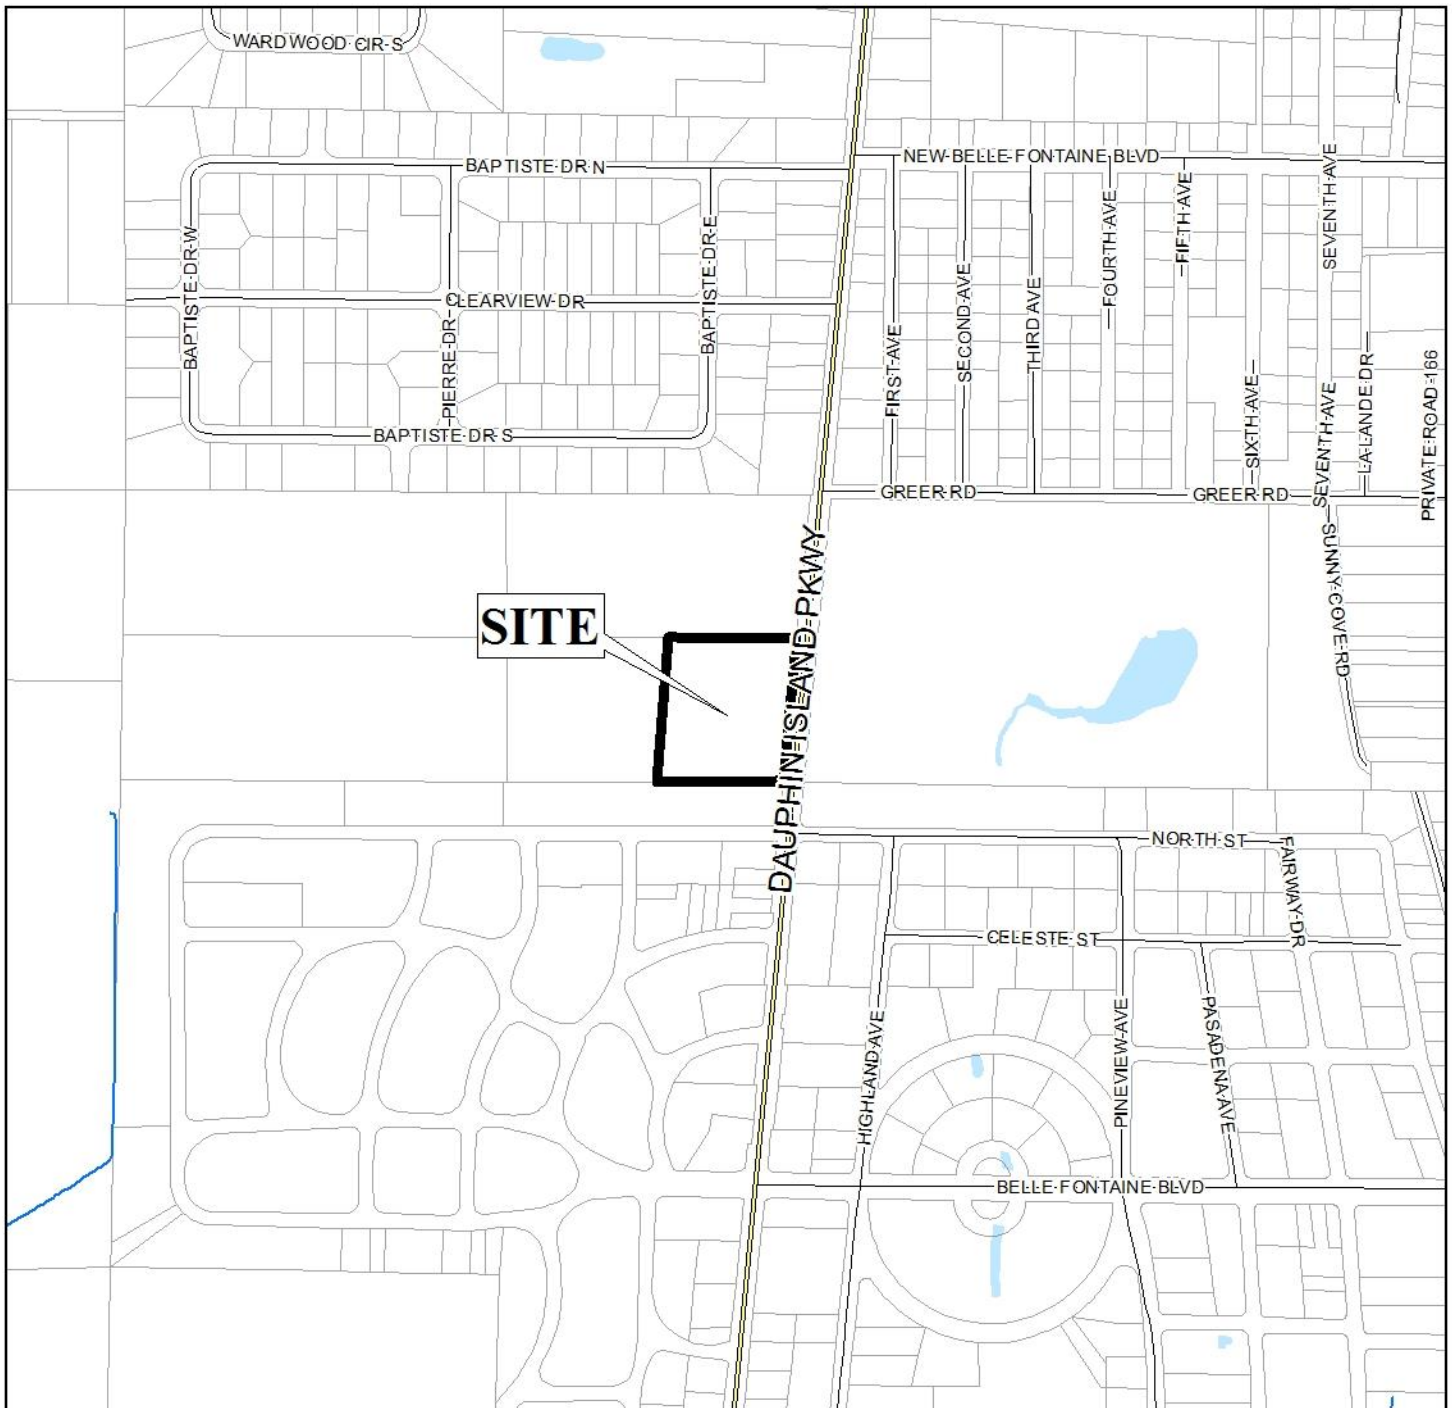 WARDWOOD CIR S
BAPTISTE DR N
NEW BELLE FONTAINE BLVD
BAPTISTE DR W
PIERRE DR
BAPTISTE DR E
CLEARVIEW DR
BAPTISTE DR S
FIRST AVE
SECOND AVE
THIRD AVE
FOURTH AVE
FIFTH AVE
SIXTH AVE
SEVENTH AVE
SEVENTH AVE
LA LANDE DR
PRIVATE ROAD 166
GREER RD
GREER RD
SUNNY COVE RD
SITE
DAUPHIN ISLAND PKWY
NORTH ST
FAIRWAY DR
CELESTE ST
HIGHLAND AVE
PINEVIEW AVE
PASADENA AVE
BELLE FONTAINE BLVD